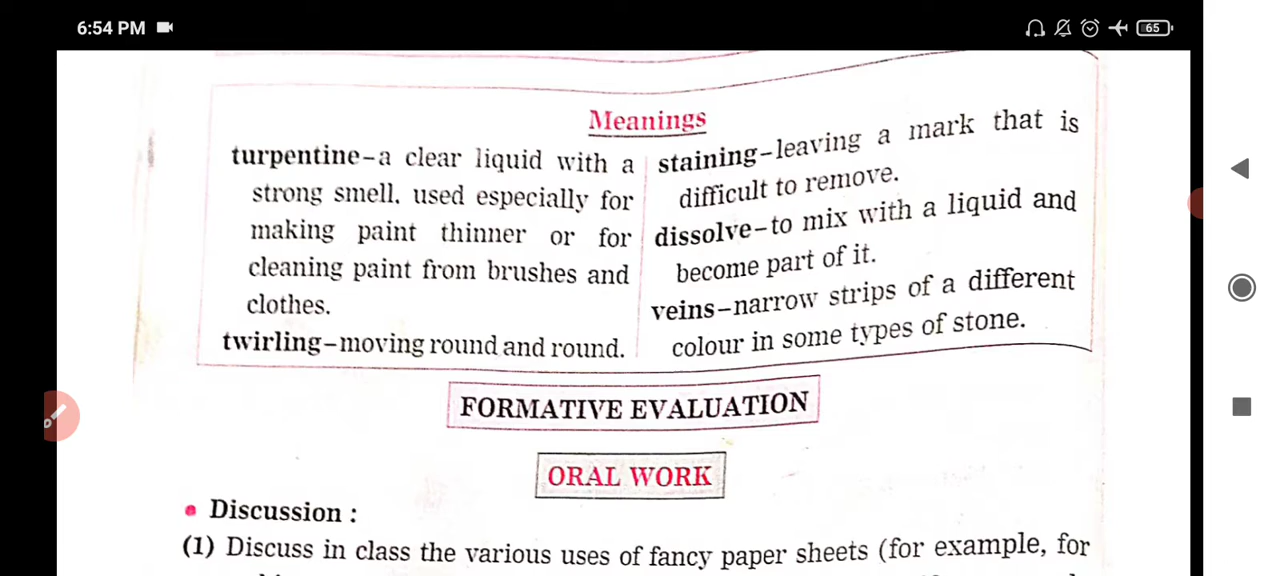 6:54 PM
65
Meanings
turpentine–a clear liquid with a
strong smell, used especially for
making paint thinner or for
cleaning paint from brushes and
clothes.
twirling–moving round and round.
staining–leaving a mark that is
difficult to remove.
dissolve–to mix with a liquid and
become part of it.
veins–narrow strips of a different
colour in some types of stone.
FORMATIVE EVALUATION
ORAL WORK
• Discussion :
(1) Discuss in class the various uses of fancy paper sheets (for example, for